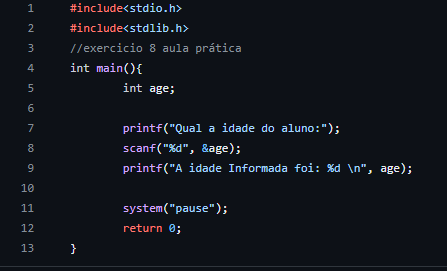 1 #include<stdio.h>
2 #include<stdlib.h>
3 //exercicio 8 aula prática
4 int main(){
5 int age;
6
7 printf("Qual a idade do aluno:");
8 scanf("%d", &age);
9 printf("A idade Informada foi: %d \n", age);
10
11 system("pause");
12 return 0;
13 }